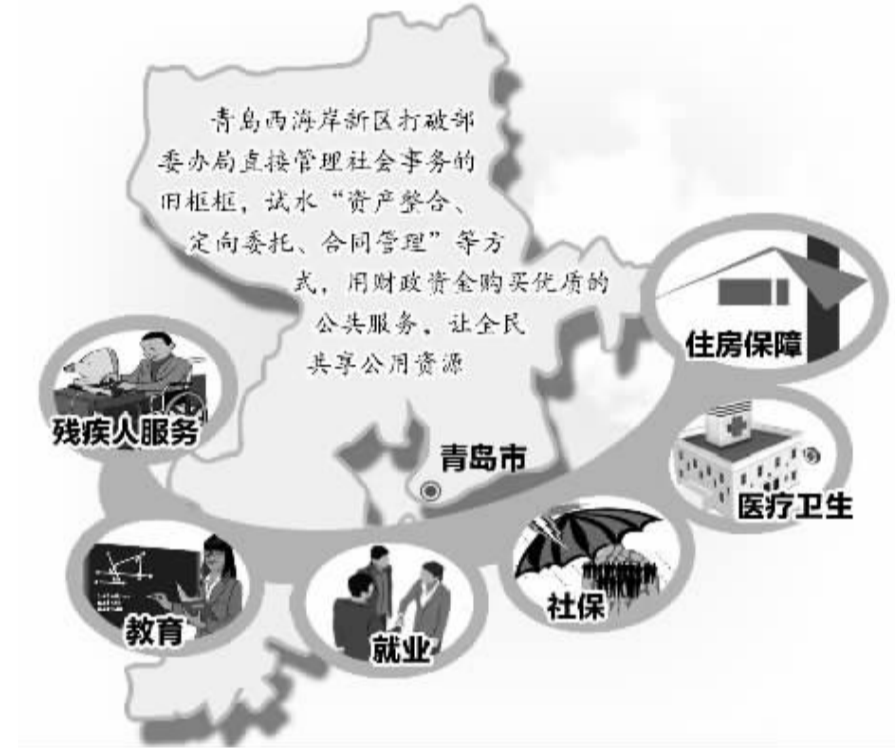 青岛西海岸新区打破部
委办局直接管理社会事务的
旧框框，试水“资产整合、
定向委托、合同管理”等方
式，用财政资金购买优质的
公共服务，让全民
共享公用资源
住房保障
残疾人服务
青岛市
医疗卫生
社保
教育
就业